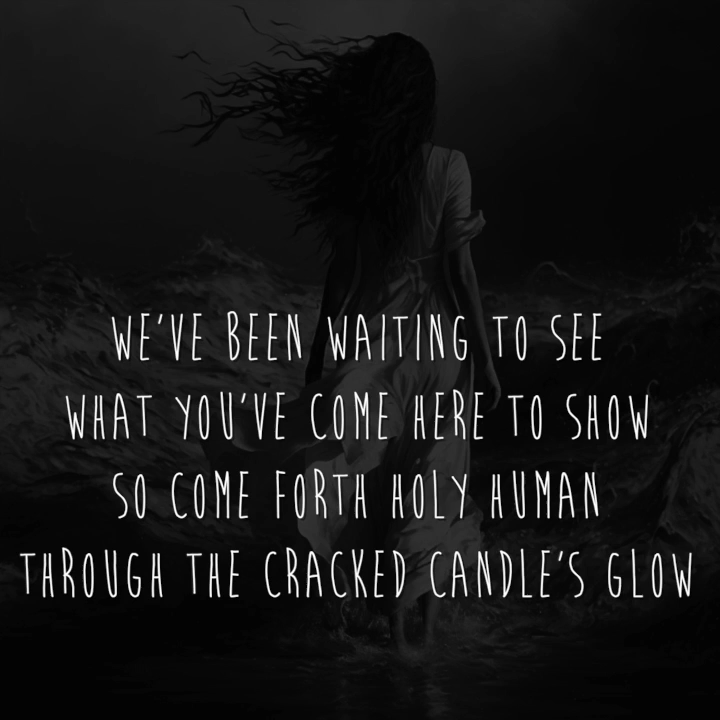 WE'VE BEEN WAITING TO SEE
WHAT YOU'VE COME HERE TO SHOW
SO COME FORTH HOLY HUMAN
THROUGH THE CRACKED CANDLE'S GLOW